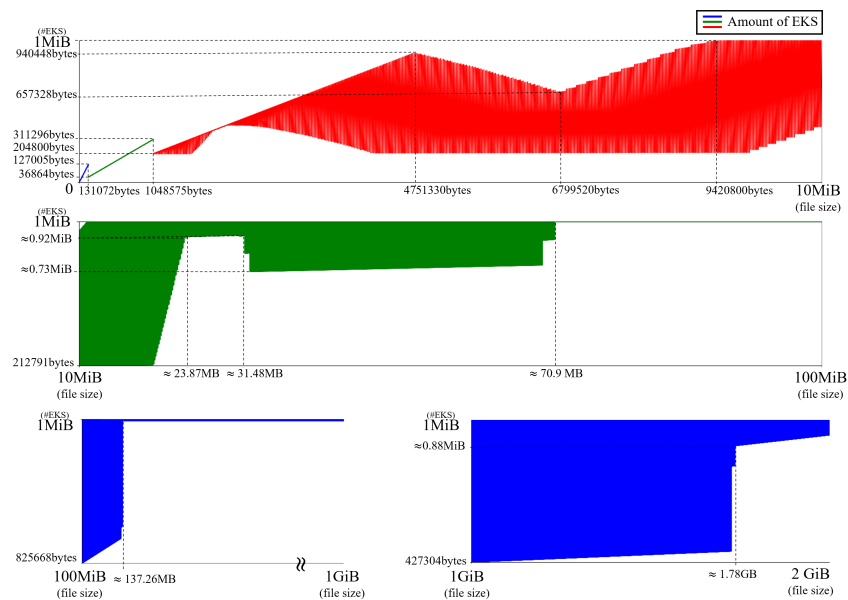 Amount of EKS
(#EKS)
1MiB
940448bytes
657328bytes
311296bytes
204800bytes
127005bytes
36864bytes
0
131072bytes
1048575bytes
4751330bytes
6799520bytes
9420800bytes
10MiB
(file size)
(#EKS)
1MiB
≈0.92MiB
≈0.73MiB
212791bytes
10MiB
(file size)
≈ 23.87MB
≈ 31.48MB
≈ 70.9 MB
100MiB
(file size)
(#EKS)
1MiB
825668bytes
100MiB
(file size)
≈ 137.26MB
1GiB
(file size)
(#EKS)
1MiB
≈0.88MiB
427304bytes
1GiB
(file size)
≈ 1.78GB
2 GiB
(file size)